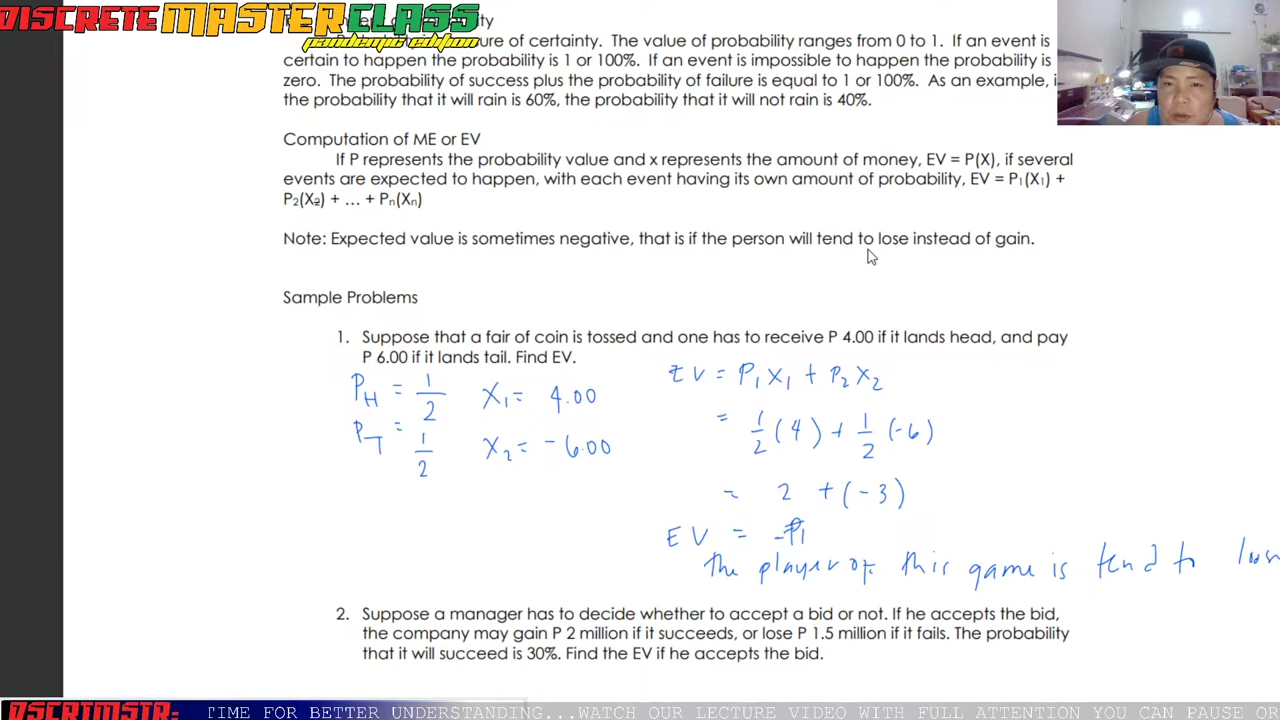 DISCRETE MASTER CLASS
pandemic edition
ure of certainty. The value of probability ranges from 0 to 1. If an event is
certain to happen the probability is 1 or 100%. If an event is impossible to happen the probability is
zero. The probability of success plus the probability of failure is equal to 1 or 100%. As an example, i
the probability that it will rain is 60%, the probability that it will not rain is 40%.
Computation of ME or EV
If P represents the probability value and x represents the amount of money, EV = P(X), if several
events are expected to happen, with each event having its own amount of probability, EV = P₁(X₁) +
P₂(X₂) + … + Pₙ(Xₙ)
Note: Expected value is sometimes negative, that is if the person will tend to lose instead of gain.
Sample Problems
1. Suppose that a fair of coin is tossed and one has to receive P 4.00 if it lands head, and pay
P 6.00 if it lands tail. Find EV.
P_H = 1/2 X₁ = 4.00
P_T = 1/2 X₂ = -6.00
EV = P₁X₁ + P₂X₂
= 1/2 (4) + 1/2 (-6)
= 2 + (-3)
EV = -₱1
the player of this game is tend to
2. Suppose a manager has to decide whether to accept a bid or not. If he accepts the bid,
the company may gain P 2 million if it succeeds, or lose P 1.5 million if it fails. The probability
that it will succeed is 30%. Find the EV if he accepts the bid.
DSCRTMSTR: TIME FOR BETTER UNDERSTANDING...WATCH OUR LECTURE VIDEO WITH FULL ATTENTION YOU CAN PAUSE OR